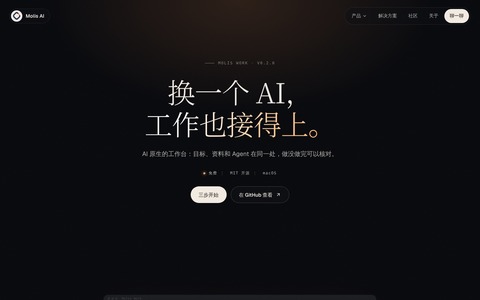 Molis AI
产品
解决方案
社区
关于
聊一聊
MOLIS WORK · V0.2.0
换一个 AI,
工作也接得上。
AI 原生的工作台：目标、资料和 Agent 在同一处，做没做完可以核对。
免费 / MIT 开源 / macOS
三步开始
在 GitHub 查看 ↗